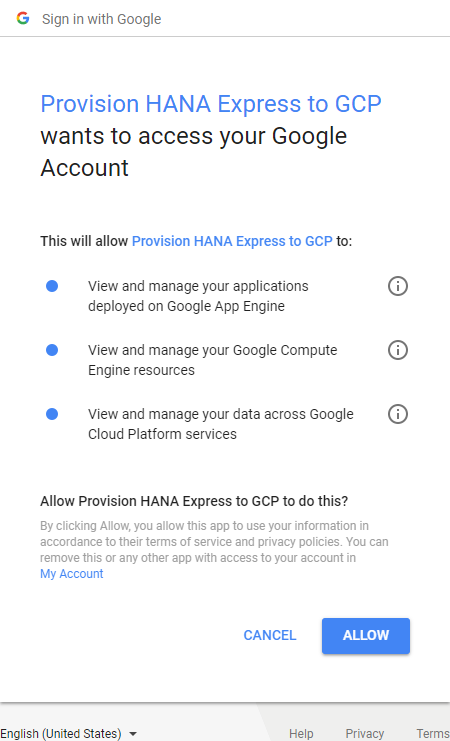 Sign in with Google
Provision HANA Express to GCP
wants to access your Google
Account
This will allow Provision HANA Express to GCP to:
View and manage your applications
deployed on Google App Engine
View and manage your Google Compute
Engine resources
View and manage your data across Google
Cloud Platform services
Allow Provision HANA Express to GCP to do this?
By clicking Allow, you allow this app to use your information in
accordance to their terms of service and privacy policies. You can
remove this or any other app with access to your account in
My Account
CANCEL ALLOW
English (United States) Help Privacy Terms